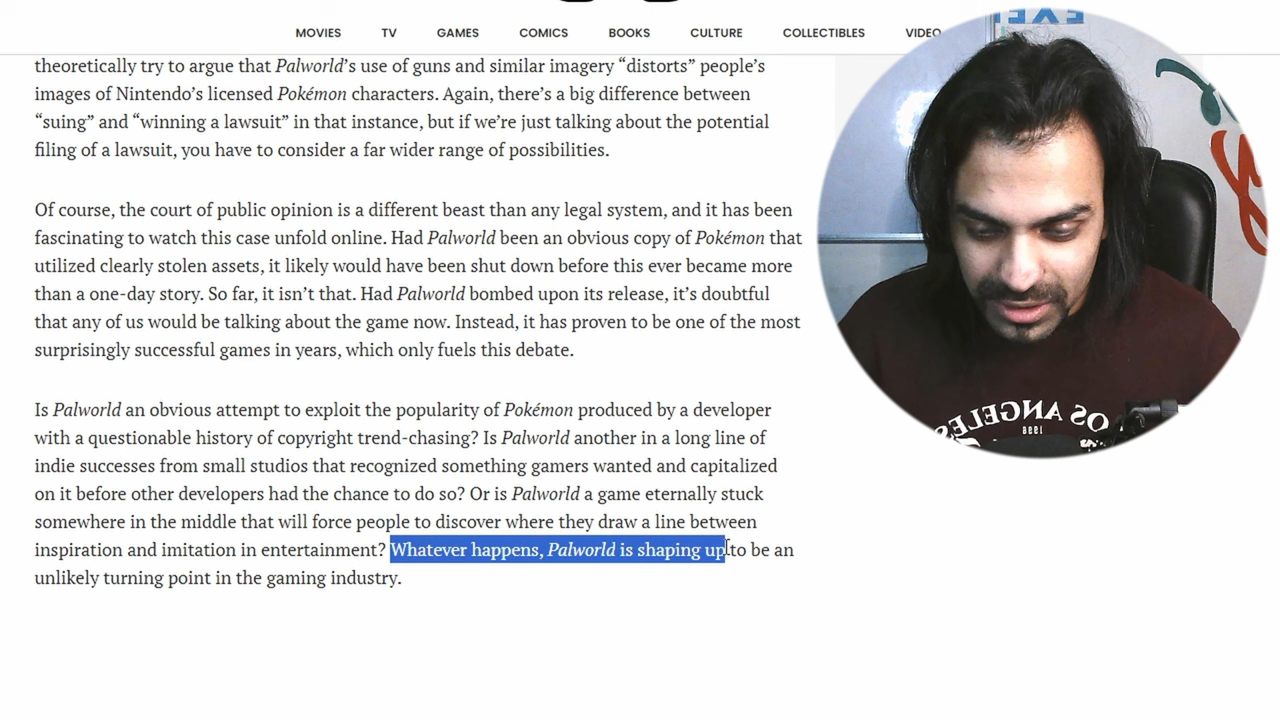 MOVIES TV GAMES COMICS BOOKS CULTURE COLLECTIBLES VIDEO
theoretically try to argue that Palworld’s use of guns and similar imagery “distorts” people’s
images of Nintendo’s licensed Pokémon characters. Again, there’s a big difference between
“suing” and “winning a lawsuit” in that instance, but if we’re just talking about the potential
filing of a lawsuit, you have to consider a far wider range of possibilities.
Of course, the court of public opinion is a different beast than any legal system, and it has been
fascinating to watch this case unfold online. Had Palworld been an obvious copy of Pokémon that
utilized clearly stolen assets, it likely would have been shut down before this ever became more
than a one-day story. So far, it isn’t that. Had Palworld bombed upon its release, it’s doubtful
that any of us would be talking about the game now. Instead, it has proven to be one of the most
surprisingly successful games in years, which only fuels this debate.
Is Palworld an obvious attempt to exploit the popularity of Pokémon produced by a developer
with a questionable history of copyright trend-chasing? Is Palworld another in a long line of
indie successes from small studios that recognized something gamers wanted and capitalized
on it before other developers had the chance to do so? Or is Palworld a game eternally stuck
somewhere in the middle that will force people to discover where they draw a line between
inspiration and imitation in entertainment? Whatever happens, Palworld is shaping up to be an
unlikely turning point in the gaming industry.
LOS ANGELES